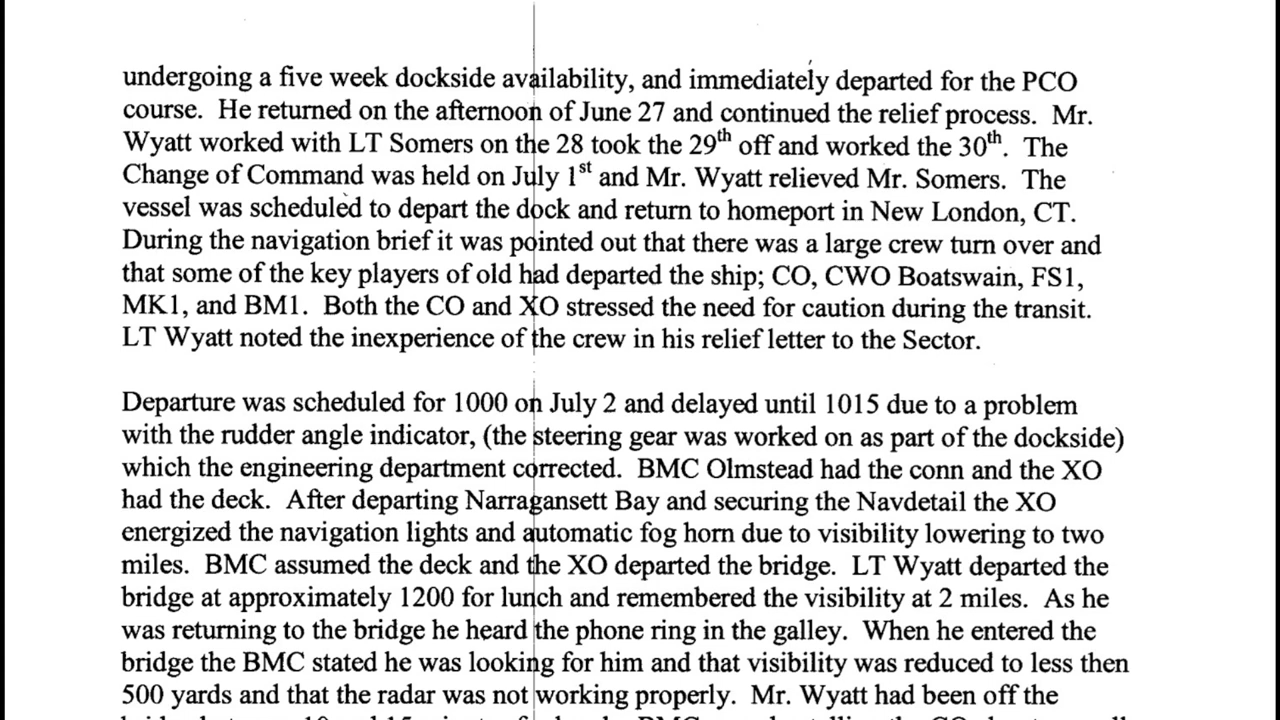 undergoing a five week dockside availability, and immediately departed for the PCO
course. He returned on the afternoon of June 27 and continued the relief process. Mr.
Wyatt worked with LT Somers on the 28 took the 29th off and worked the 30th. The
Change of Command was held on July 1st and Mr. Wyatt relieved Mr. Somers. The
vessel was scheduled to depart the dock and return to homeport in New London, CT.
During the navigation brief it was pointed out that there was a large crew turn over and
that some of the key players of old had departed the ship; CO, CWO Boatswain, FS1,
MK1, and BM1. Both the CO and XO stressed the need for caution during the transit.
LT Wyatt noted the inexperience of the crew in his relief letter to the Sector.
Departure was scheduled for 1000 on July 2 and delayed until 1015 due to a problem
with the rudder angle indicator, (the steering gear was worked on as part of the dockside)
which the engineering department corrected. BMC Olmstead had the conn and the XO
had the deck. After departing Narragansett Bay and securing the Navdetail the XO
energized the navigation lights and automatic fog horn due to visibility lowering to two
miles. BMC assumed the deck and the XO departed the bridge. LT Wyatt departed the
bridge at approximately 1200 for lunch and remembered the visibility at 2 miles. As he
was returning to the bridge he heard the phone ring in the galley. When he entered the
bridge the BMC stated he was looking for him and that visibility was reduced to less then
500 yards and that the radar was not working properly. Mr. Wyatt had been off the